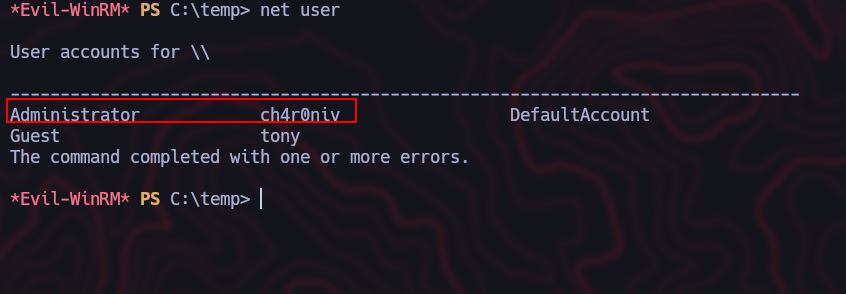 *Evil-WinRM* PS C:\temp> net user
User accounts for \\
-------------------------------------------------------------------------------
Administrator            ch4r0niv                 DefaultAccount
Guest                    tony
The command completed with one or more errors.
*Evil-WinRM* PS C:\temp>